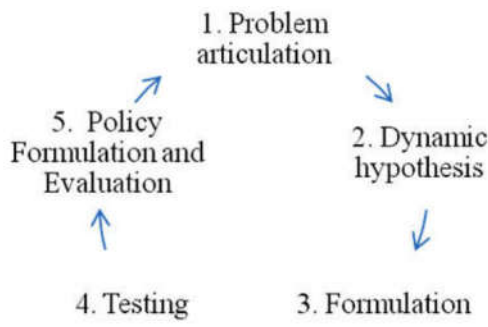 1. Problem
articulation
2. Dynamic
hypothesis
3. Formulation
4. Testing
5. Policy
Formulation and
Evaluation